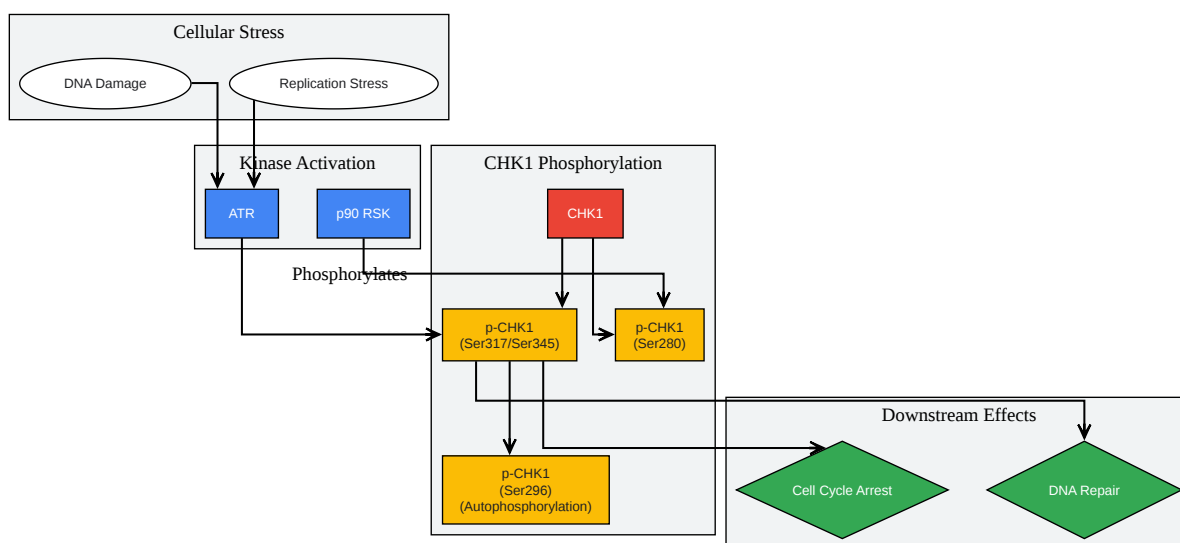 Cellular Stress
DNA Damage
Replication Stress
Kinase Activation
CHK1 Phosphorylation
ATR
p90 RSK
CHK1
Phosphorylates
p-CHK1
(Ser317/Ser345)
p-CHK1
(Ser280)
Downstream Effects
p-CHK1
(Ser296)
(Autophosphorylation)
Cell Cycle Arrest
DNA Repair